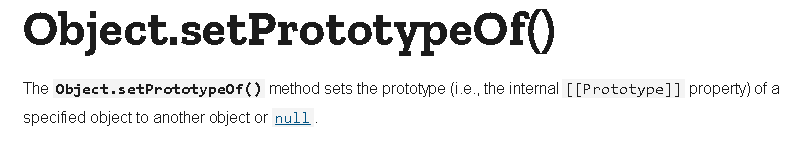 Object.setPrototypeOf()
The Object.setPrototypeOf() method sets the prototype (i.e., the internal [[Prototype]] property) of a
specified object to another object or null.